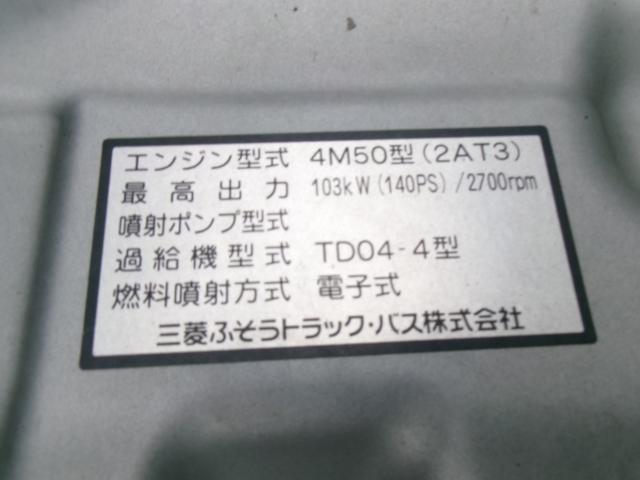 エンジン型式 4M50型(2AT3)
最高出力 103kW(140PS)/2700rpm
噴射ポンプ型式
過給機型式 TD04-4型
燃料噴射方式 電子式
三菱ふそうトラック・バス株式会社